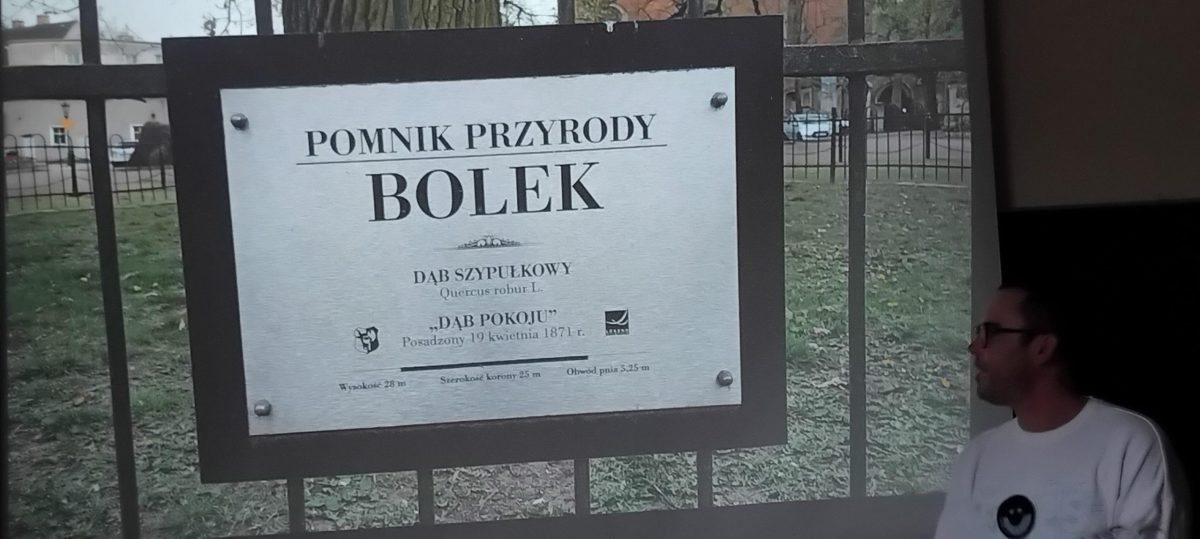 POMNIK PRZYRODY
BOLEK
DĄB SZYPUŁKOWY
Quercus robur L.
„DĄB POKOJU”
Posadzony 19 kwietnia 1871 r.
Wysokość 28 m Szerokość korony 25 m Obwód pnia 5,25 m